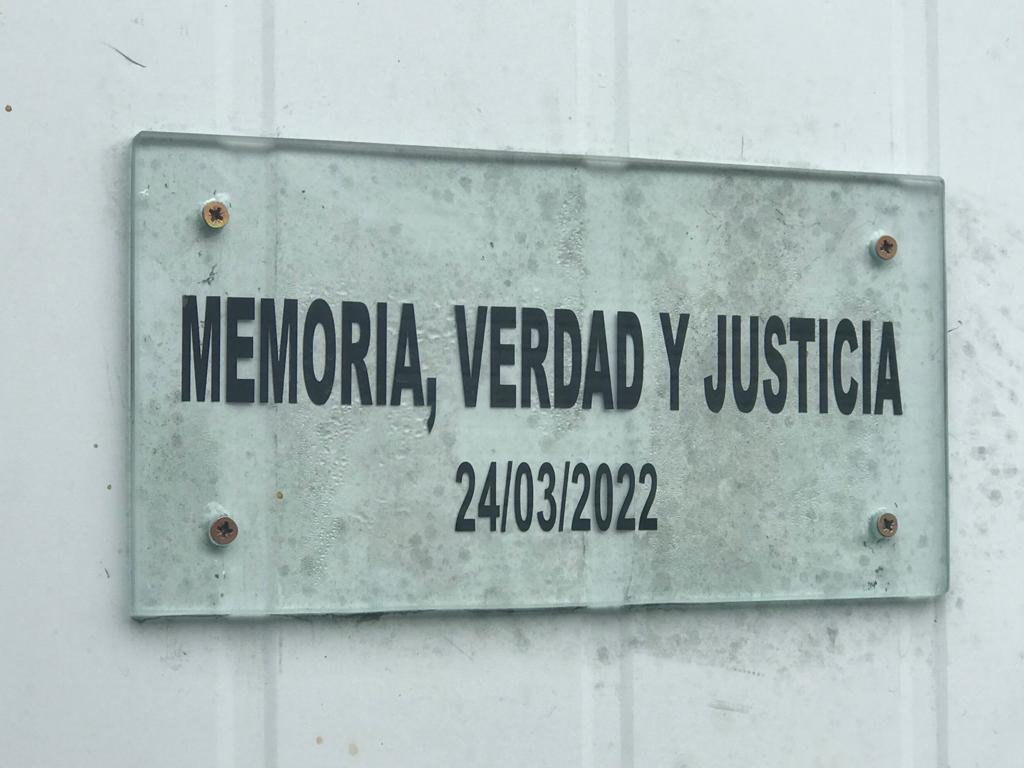 MEMORIA, VERDAD Y JUSTICIA
24/03/2022